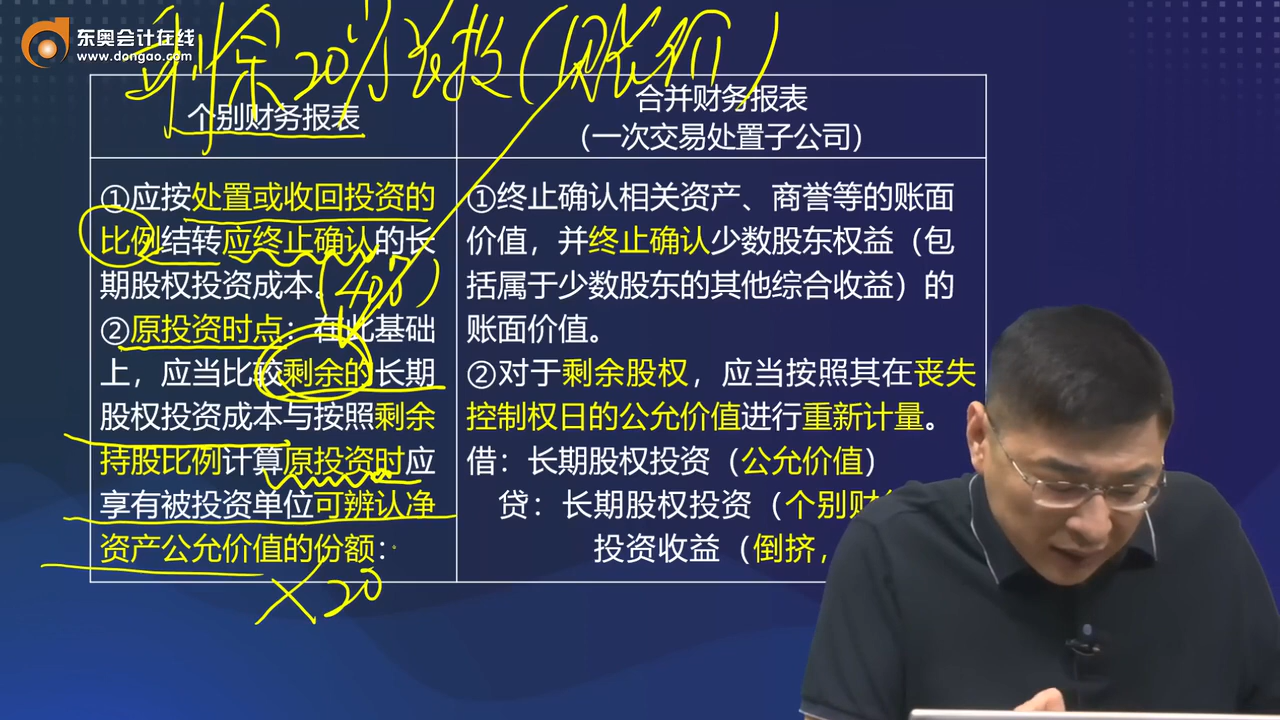 东奥会计在线
www.dongao.com
剩余20%长投(账价)
个别财务报表
合并财务报表
(一次交易处置子公司)
①应按处置或收回投资的
比例结转应终止确认的长
期股权投资成本。
(40%)
②原投资时点：在此基础
上，应当比较剩余的长期
股权投资成本与按照剩余
持股比例计算原投资时应
享有被投资单位可辨认净
资产公允价值的份额：
×20
①终止确认相关资产、商誉等的账面
价值，并终止确认少数股东权益（包
括属于少数股东的其他综合收益）的
账面价值。
②对于剩余股权，应当按照其在丧失
控制权日的公允价值进行重新计量。
借：长期股权投资（公允价值）
贷：长期股权投资（个别财
投资收益（倒挤，